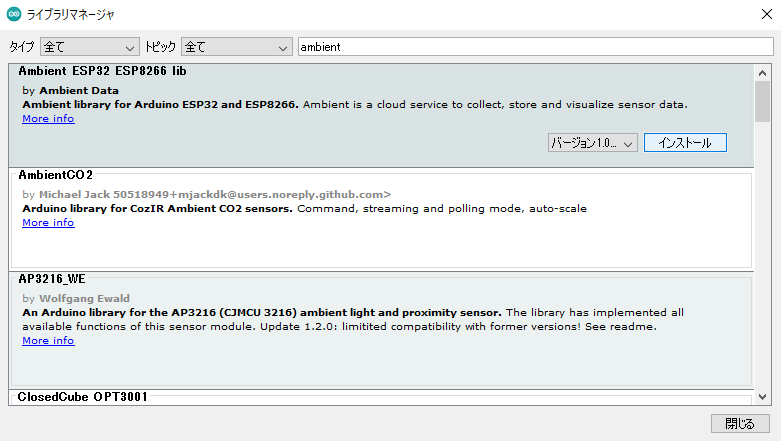 ライブラリマネージャ
タイプ 全て トピック 全て ambient
Ambient ESP32 ESP8266 lib
by Ambient Data
Ambient library for Arduino ESP32 and ESP8266. Ambient is a cloud service to collect, store and visualize sensor data.
More info
バージョン1.0... インストール
AmbientCO2
by Michael Jack 50518949+mjackdk@users.noreply.github.com>
Arduino library for CozIR Ambient CO2 sensors. Command, streaming and polling mode, auto-scale
More info
AP3216_WE
by Wolfgang Ewald
An Arduino library for the AP3216 (CJMCU 3216) ambient light and proximity sensor. The library has implemented all
available functions of this sensor module. Update 1.2.0: limitited compatibility with former versions! See readme.
More info
ClosedCube OPT3001
閉じる